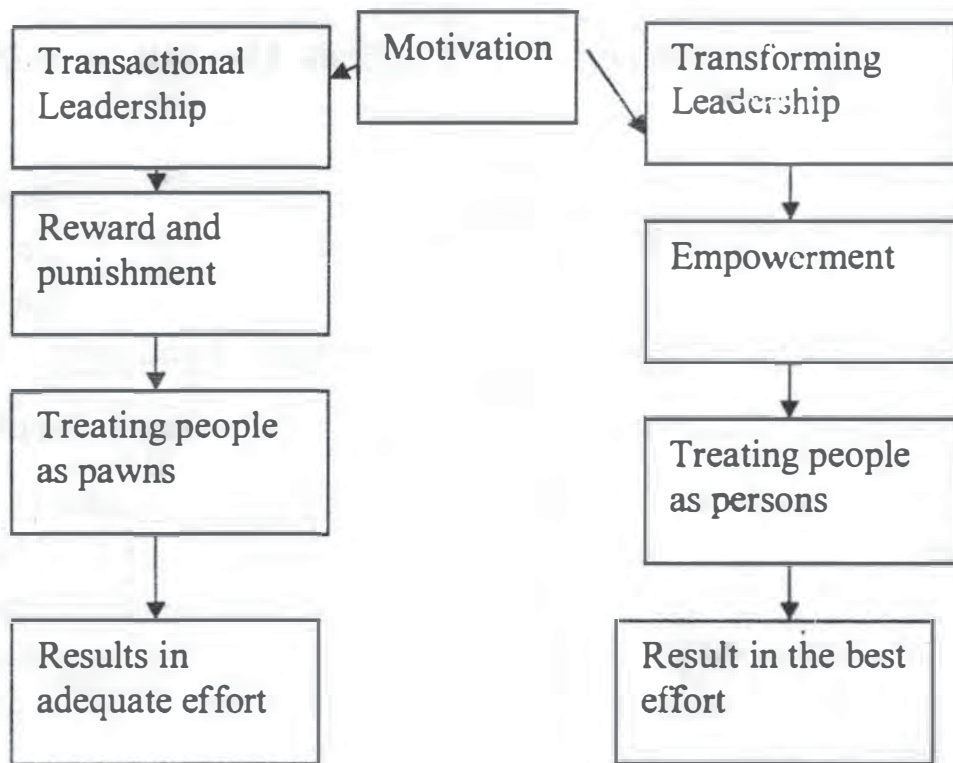 Motivation
Transactional
Leadership
Transforming
Leadership
Reward and
punishment
Empowerment
Treating people
as pawns
Treating people
as persons
Results in
adequate effort
Result in the best
effort